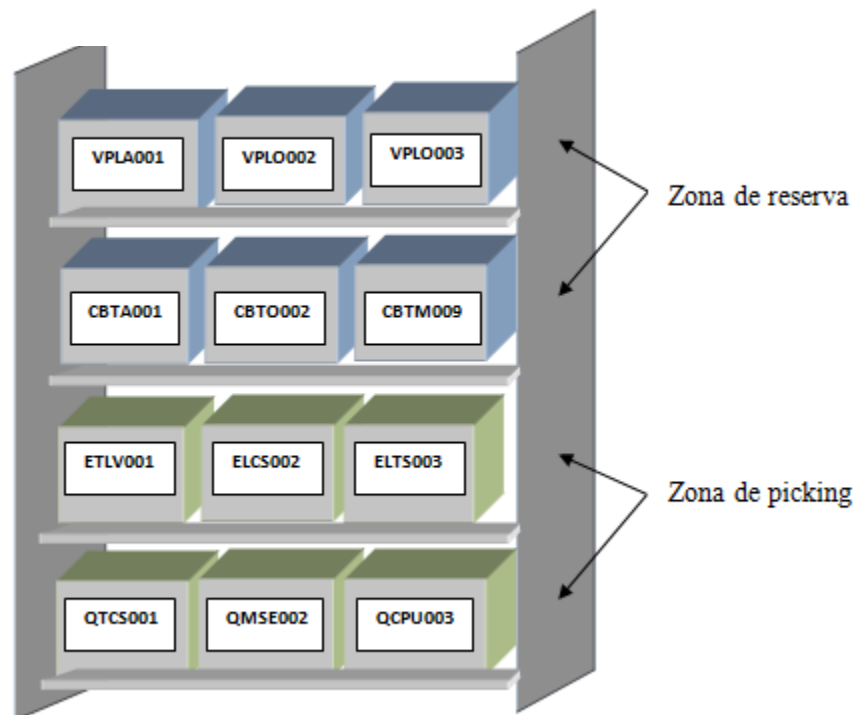 VPLA001 VPLO002 VPLO003
Zona de reserva
CBTA001 CBTO002 CBTM009
ETLV001 ELCS002 ELTS003
Zona de picking
QTCS001 QMSE002 QCPU003